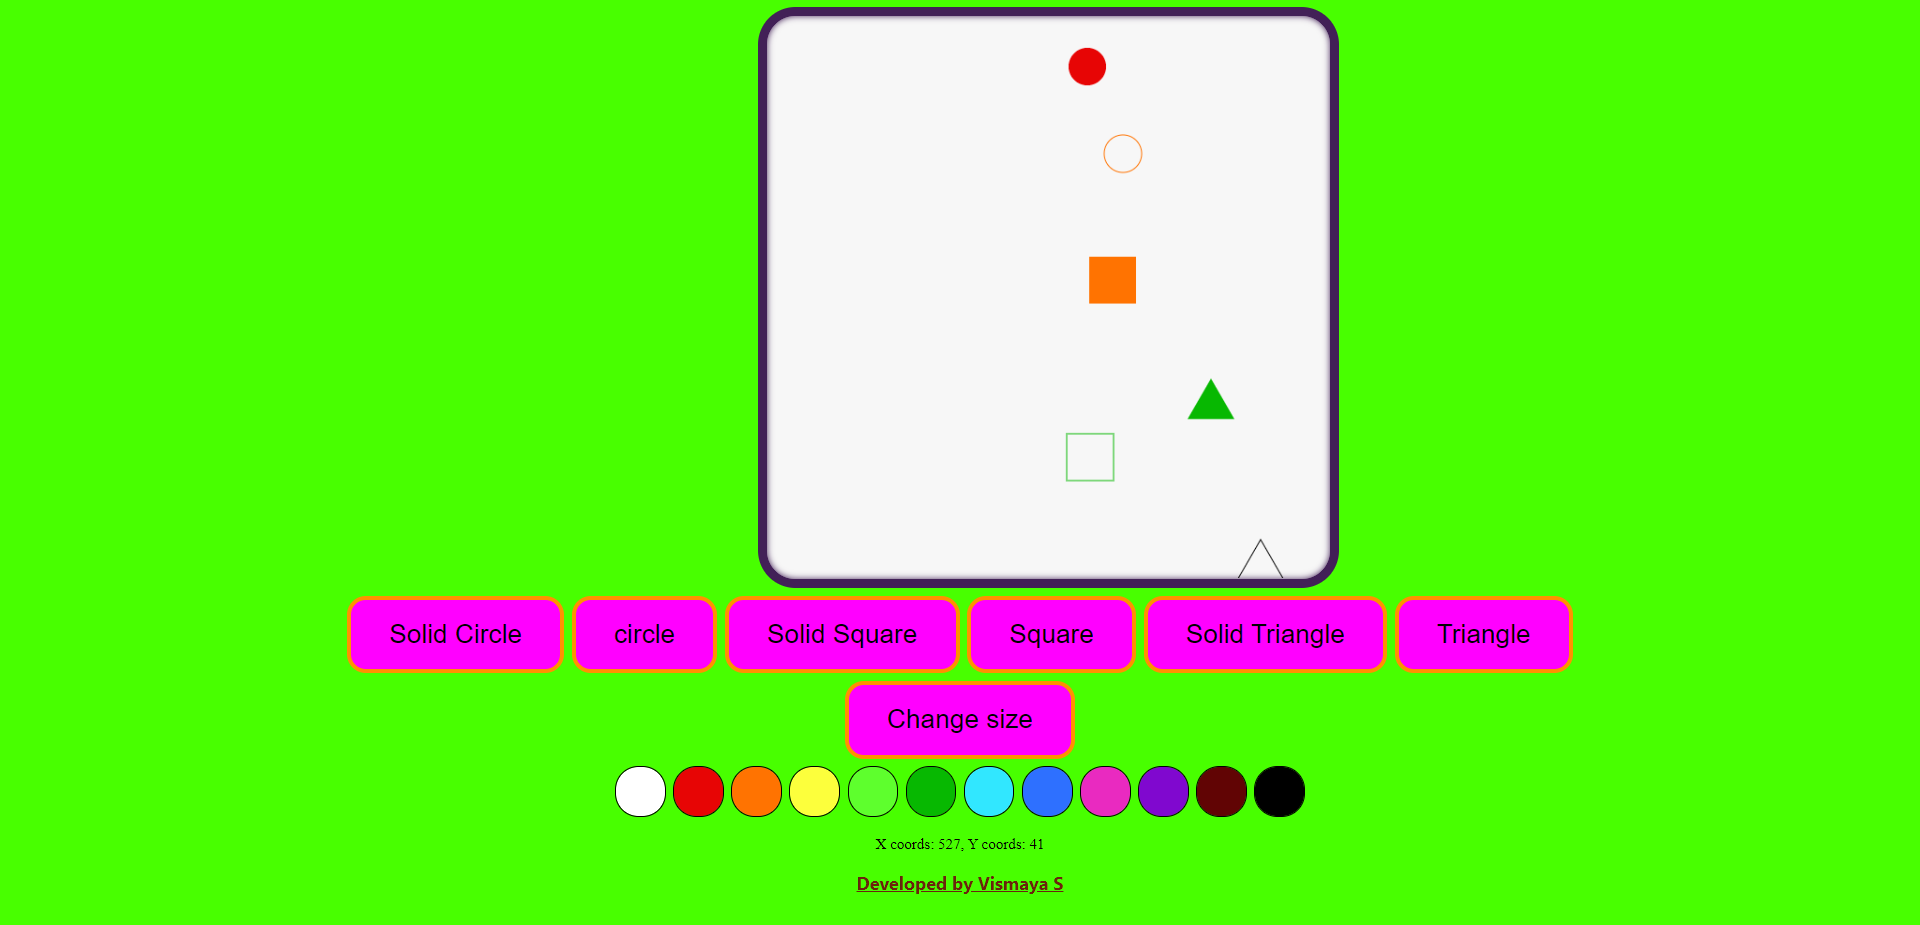 Solid Circle circle Solid Square Square Solid Triangle Triangle
Change size
X coords: 527, Y coords: 41
Developed by Vismaya S